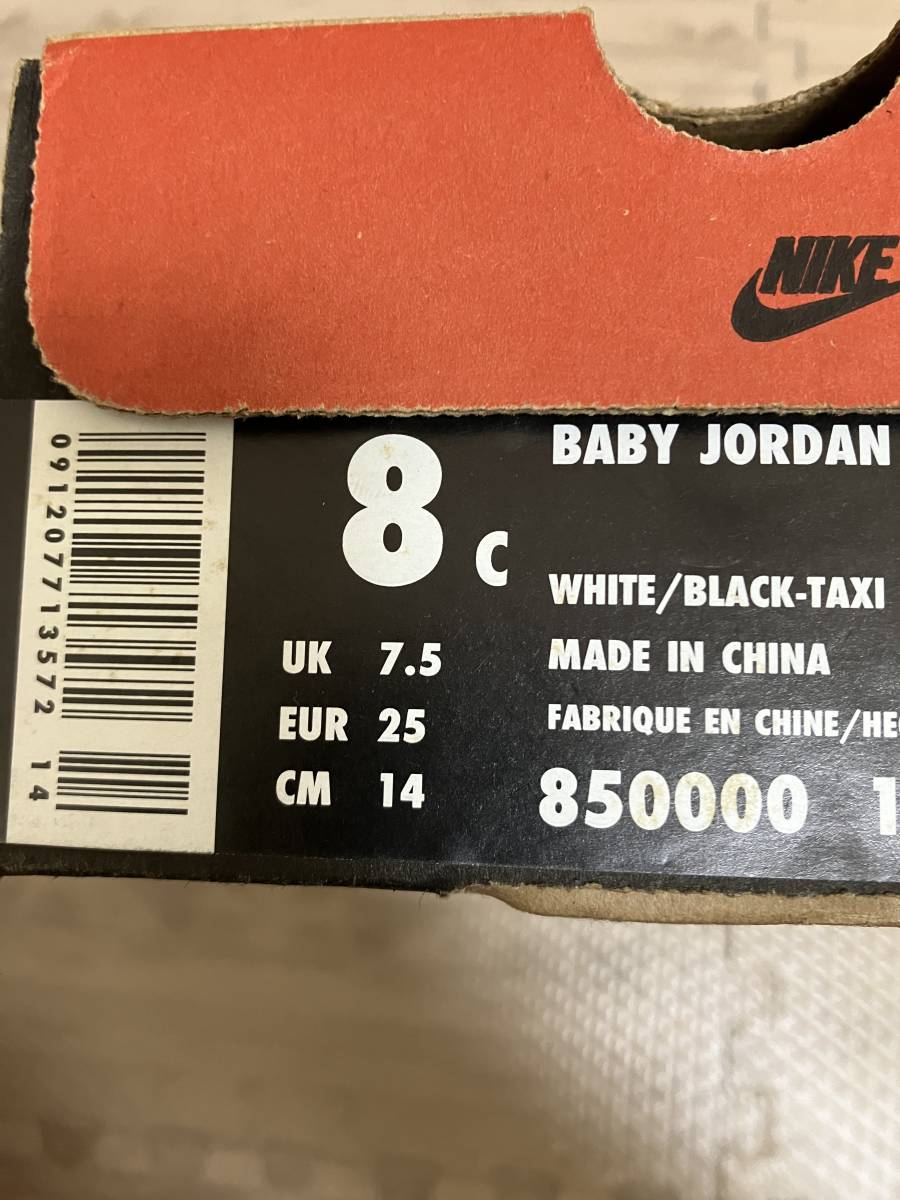 NIKE
091207713572 14
8 C
BABY JORDAN
WHITE/BLACK-TAXI
UK 7.5
MADE IN CHINA
EUR 25
FABRIQUE EN CHINE/
CM 14
850000 1